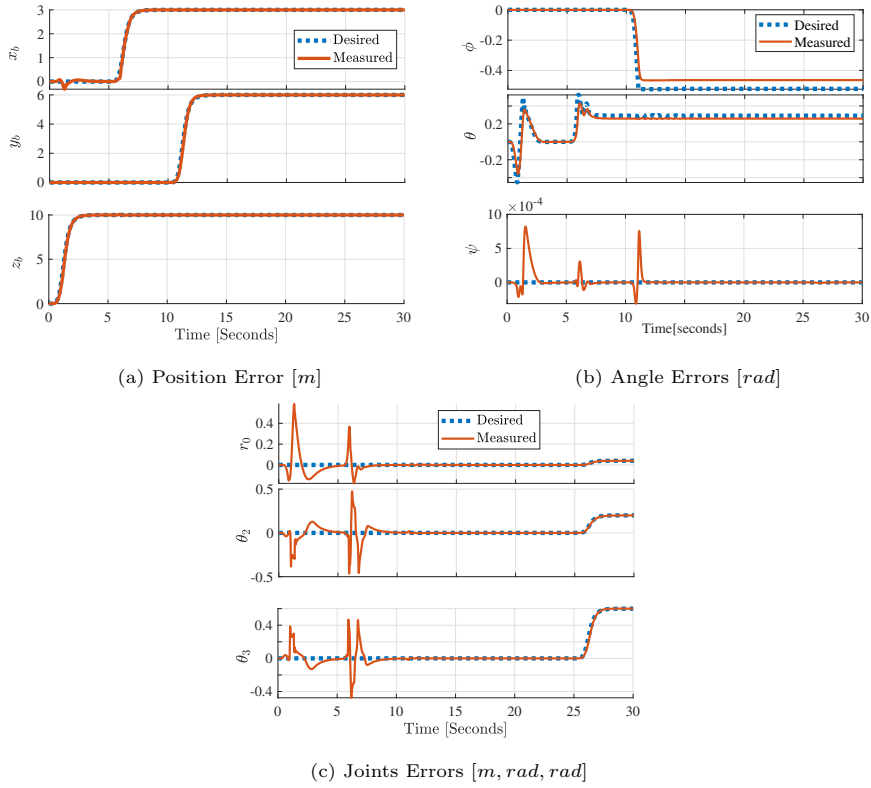 3
2
1
0
x_b
Desired
Measured
6
4
2
0
y_b
10
5
0
z_b
0 5 10 15 20 25 30
Time [Seconds]
(a) Position Error [m]
0
-0.2
-0.4
ϕ
Desired
Measured
0.2
-0.2
θ
×10⁻⁴
10
5
0
ψ
0 5 10 15 20 25 30
Time[seconds]
(b) Angle Errors [rad]
0.4
0.2
0
r_0
Desired
Measured
0.5
0
-0.5
θ_2
0.4
0
-0.4
θ_3
0 5 10 15 20 25 30
Time [Seconds]
(c) Joints Errors [m, rad, rad]